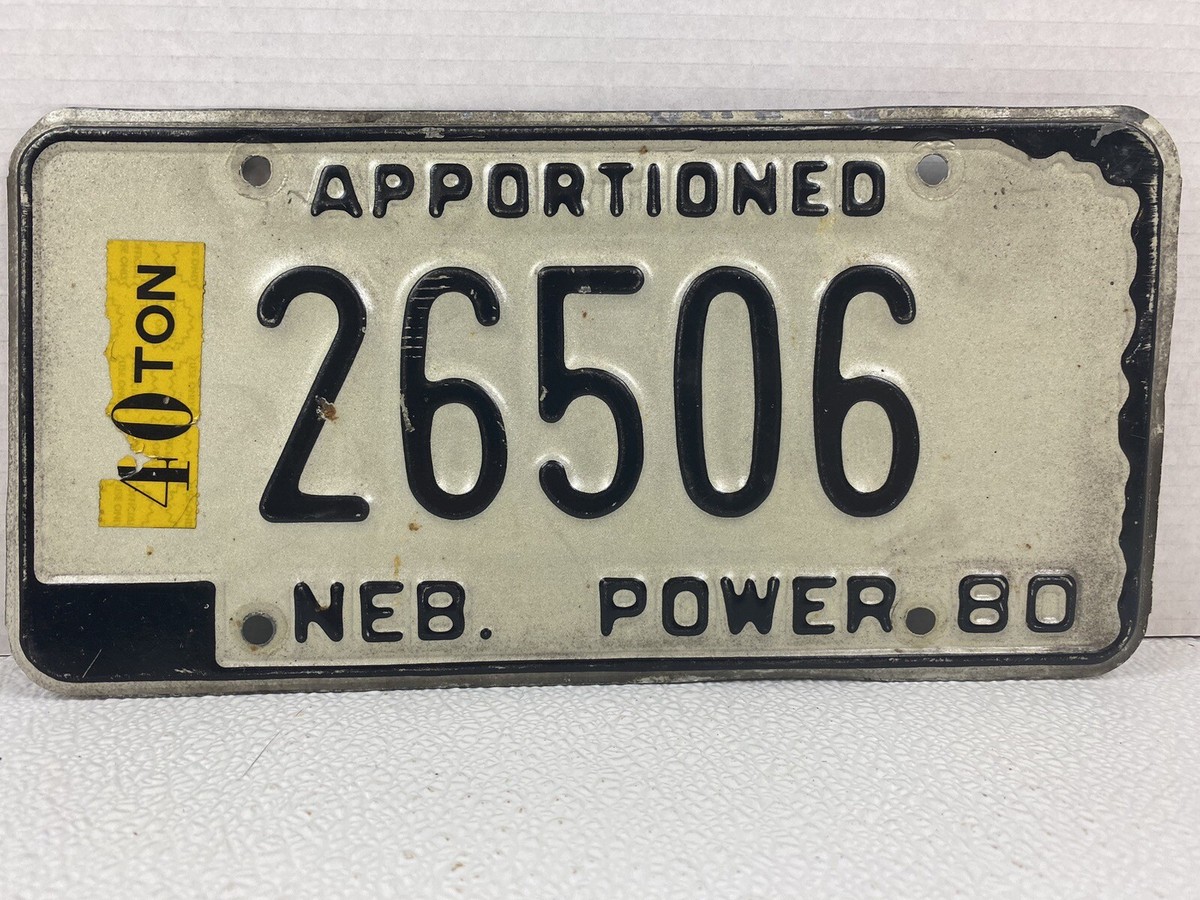 APPORTIONED
40 TON
26506
NEB. POWER 80